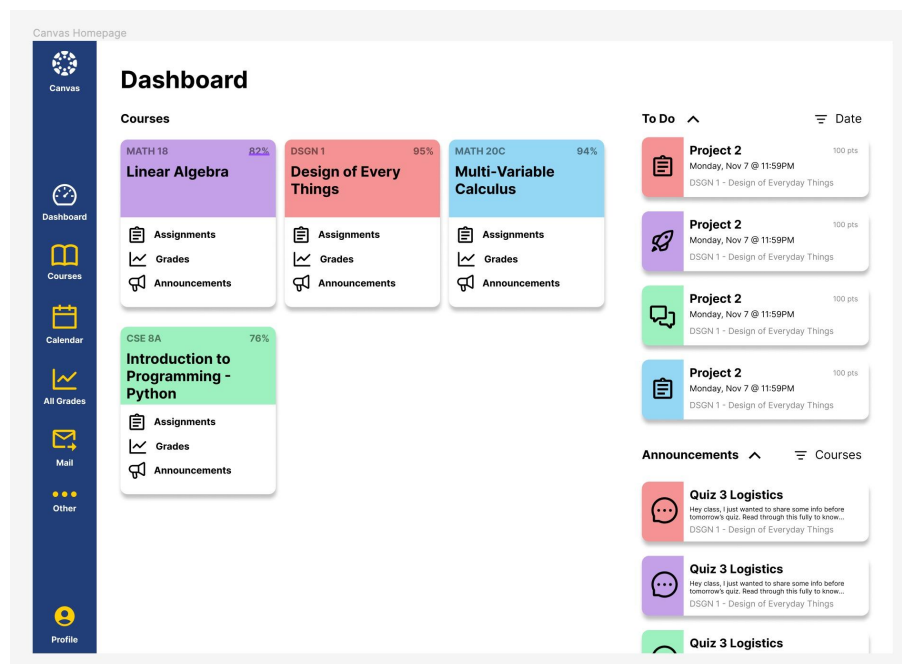 Canvas Homepage
Canvas
Dashboard
Courses
Calendar
All Grades
Mail
Other
Profile
Dashboard
Courses
MATH 18 82%
Linear Algebra
Assignments
Grades
Announcements
DSGN 1 95%
Design of Every
Things
Assignments
Grades
Announcements
MATH 20C 94%
Multi-Variable
Calculus
Assignments
Grades
Announcements
CSE 8A 76%
Introduction to
Programming -
Python
Assignments
Grades
Announcements
To Do Date
Project 2 100 pts
Monday, Nov 7 @ 11:59PM
DSGN 1 - Design of Everyday Things
Project 2 100 pts
Monday, Nov 7 @ 11:59PM
DSGN 1 - Design of Everyday Things
Project 2 100 pts
Monday, Nov 7 @ 11:59PM
DSGN 1 - Design of Everyday Things
Project 2 100 pts
Monday, Nov 7 @ 11:59PM
DSGN 1 - Design of Everyday Things
Announcements Courses
Quiz 3 Logistics
Hey class, I just wanted to share some info before
tomorrow's quiz. Read through this fully to know...
DSGN 1 - Design of Everyday Things
Quiz 3 Logistics
Hey class, I just wanted to share some info before
tomorrow's quiz. Read through this fully to know...
DSGN 1 - Design of Everyday Things
Quiz 3 Logistics